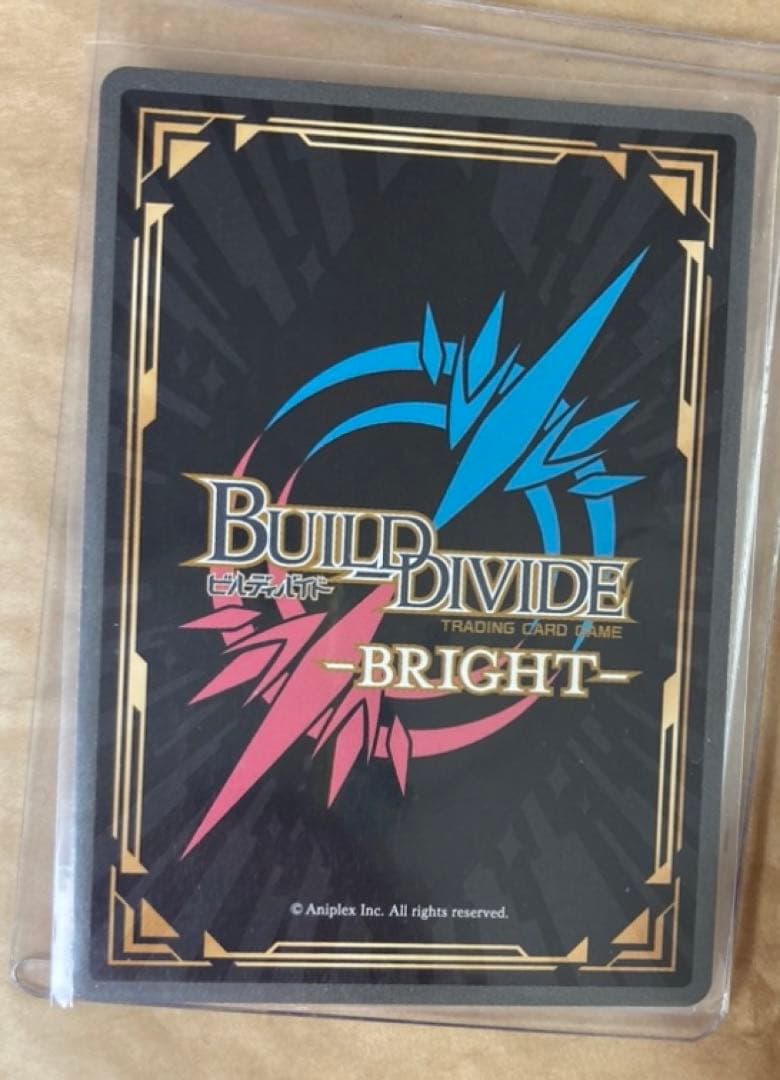 BUILD DIVIDE
ビルディバイド
TRADING CARD GAME
-BRIGHT-
© Aniplex Inc. All rights reserved.